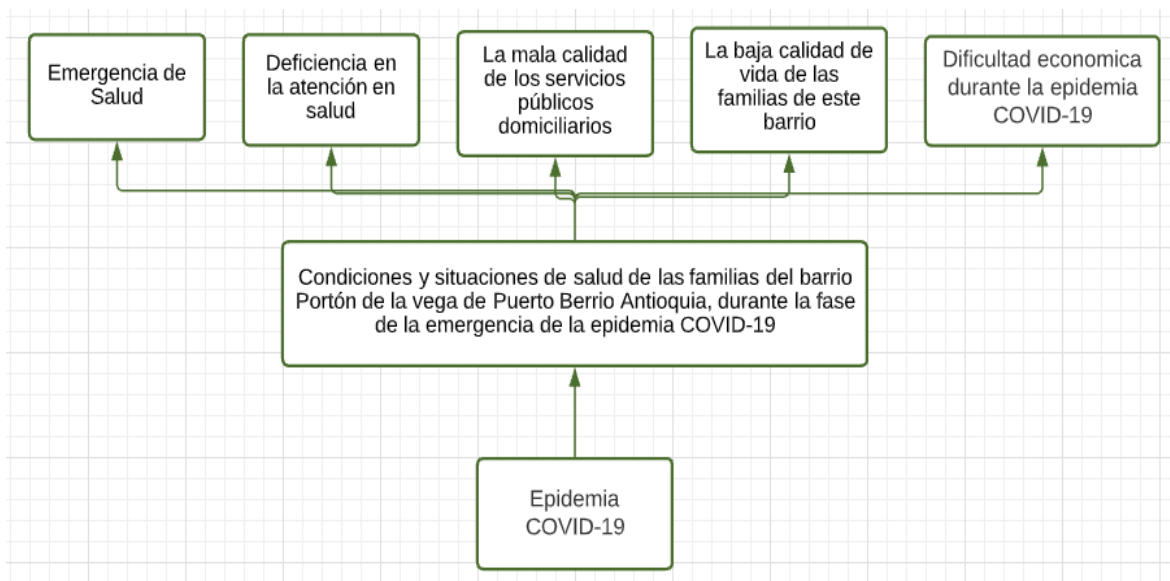 Emergencia de
Salud
Deficiencia en
la atención en
salud
La mala calidad
de los servicios
públicos
domiciliarios
La baja calidad de
vida de las
familias de este
barrio
Dificultad economica
durante la epidemia
COVID-19
Condiciones y situaciones de salud de las familias del barrio
Portón de la vega de Puerto Berrio Antioquia, durante la fase
de la emergencia de la epidemia COVID-19
Epidemia
COVID-19